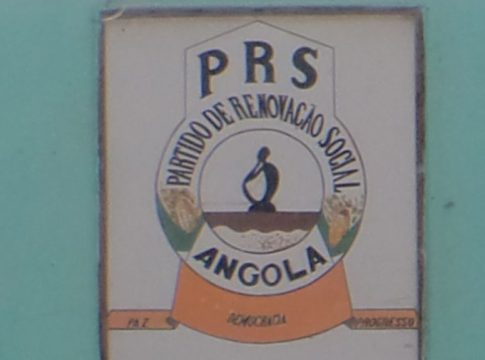 PRS
PARTIDO DE RENOVAÇÃO SOCIAL
ANGOLA
PAZ
DEMOCRACIA
PROGRESSO